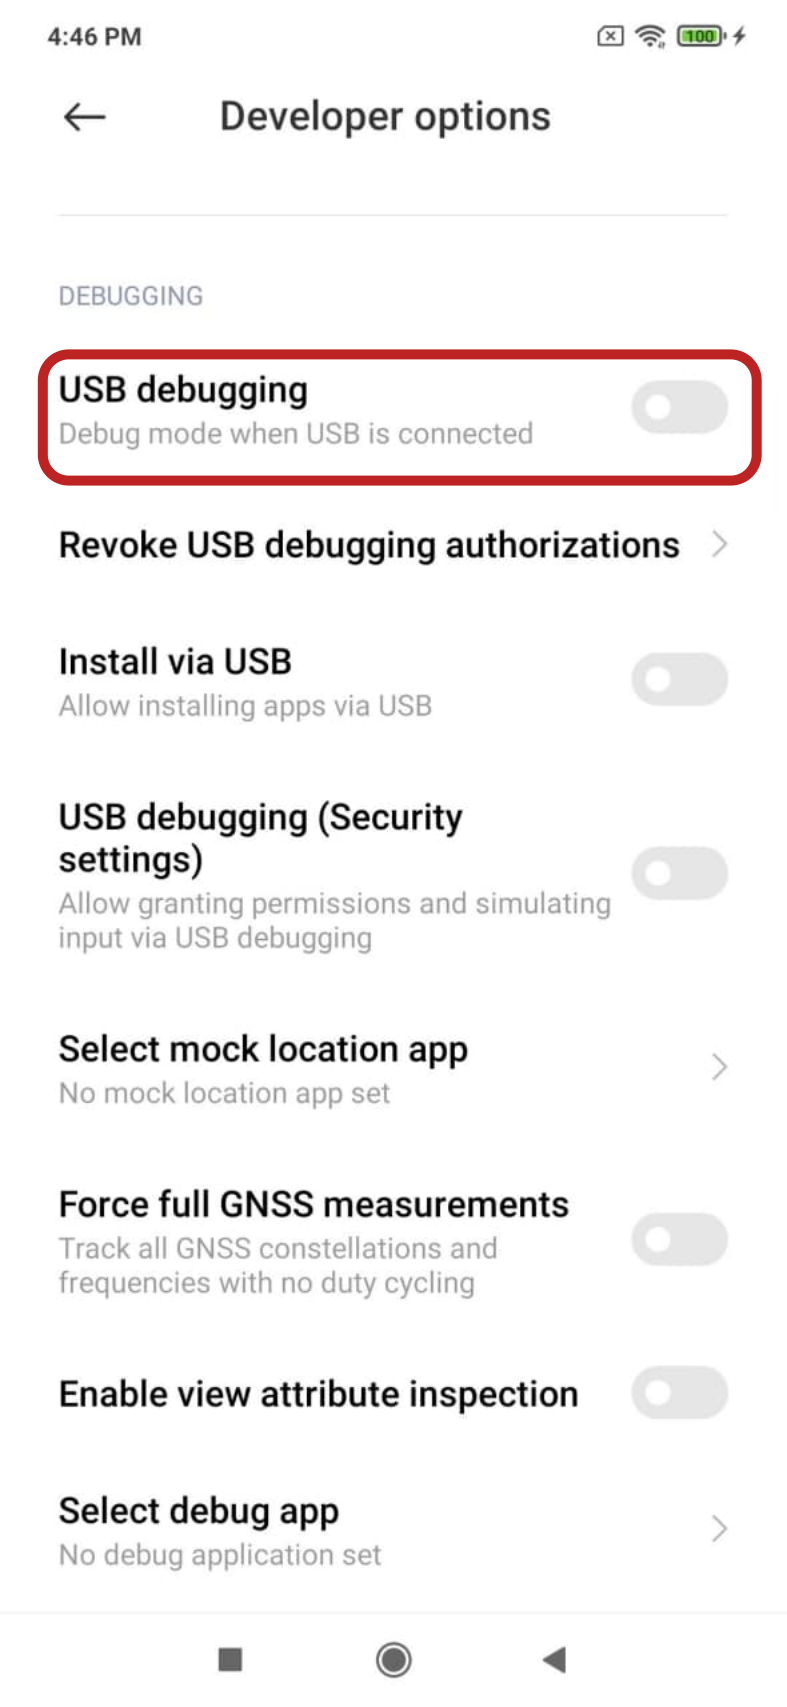 4:46 PM
100
Developer options
DEBUGGING
USB debugging
Debug mode when USB is connected
Revoke USB debugging authorizations
Install via USB
Allow installing apps via USB
USB debugging (Security
settings)
Allow granting permissions and simulating
input via USB debugging
Select mock location app
No mock location app set
Force full GNSS measurements
Track all GNSS constellations and
frequencies with no duty cycling
Enable view attribute inspection
Select debug app
No debug application set